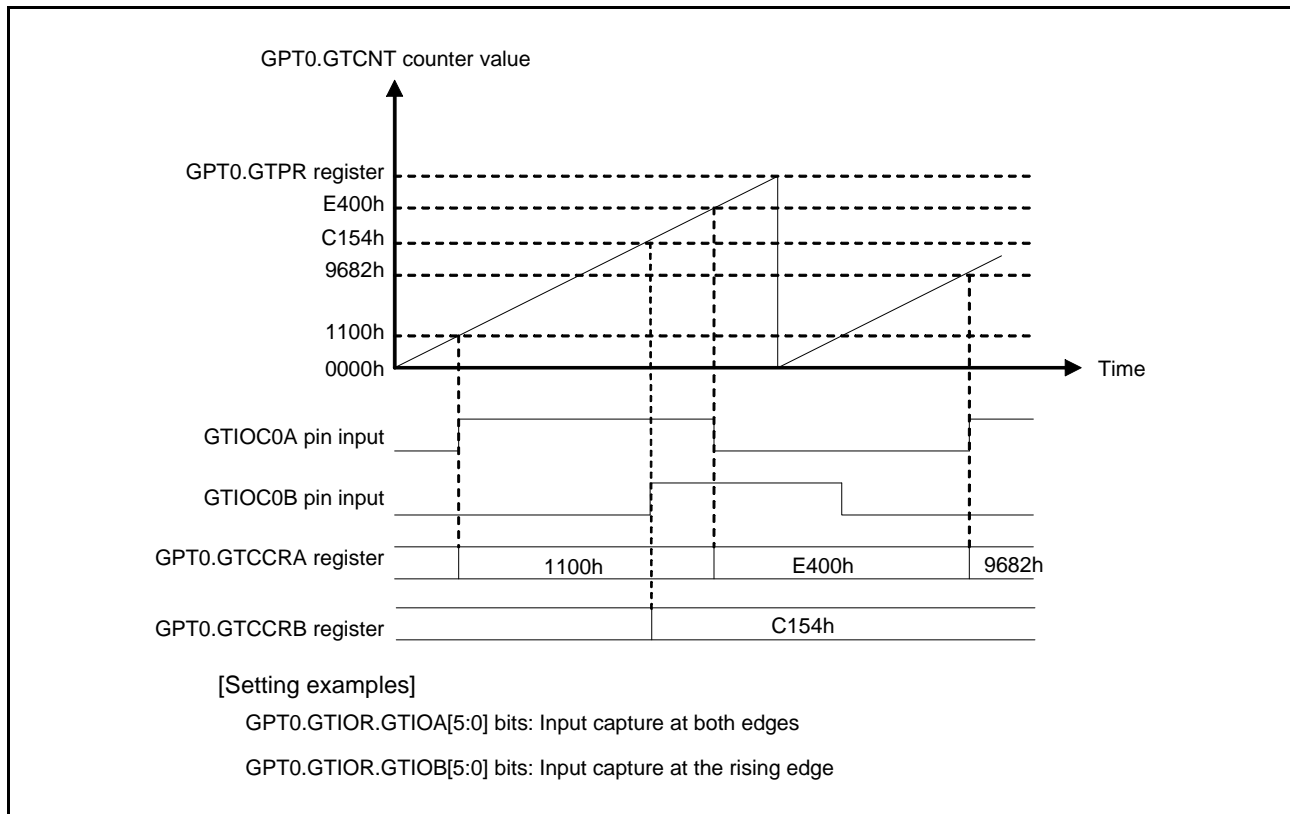 GPT0.GTCNT counter value
GPT0.GTPR register
E400h
C154h
9682h
1100h
0000h
Time
GTIOC0A pin input
GTIOC0B pin input
GPT0.GTCCRA register
1100h
E400h
9682h
GPT0.GTCCRB register
C154h
[Setting examples]
GPT0.GTIOR.GTIOA[5:0] bits: Input capture at both edges
GPT0.GTIOR.GTIOB[5:0] bits: Input capture at the rising edge